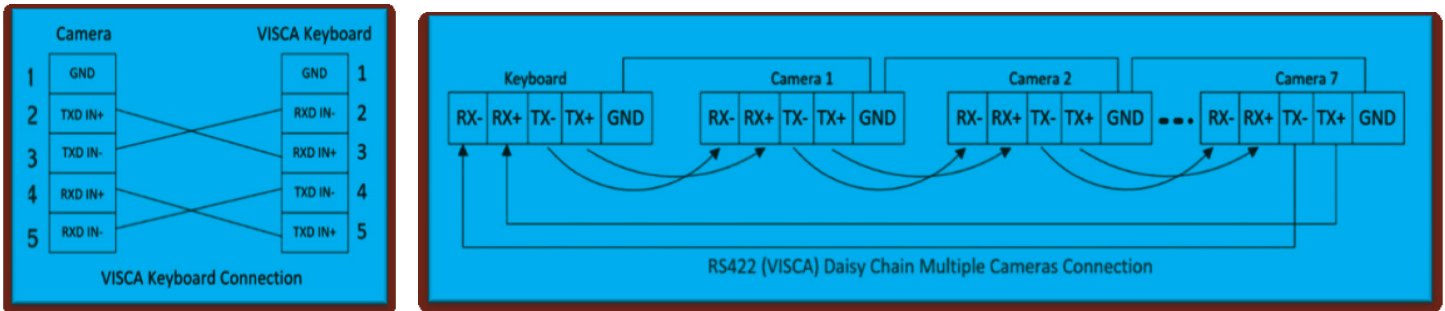 Camera VISCA Keyboard
1 GND GND 1
2 TXD IN+ RXD IN- 2
3 TXD IN- RXD IN+ 3
4 RXD IN+ TXD IN- 4
5 RXD IN- TXD IN+ 5
VISCA Keyboard Connection
Keyboard Camera 1 Camera 2 Camera 7
RX- RX+ TX- TX+ GND RX- RX+ TX- TX+ GND RX- RX+ TX- TX+ GND RX- RX+ TX- TX+ GND
RS422 (VISCA) Daisy Chain Multiple Cameras Connection